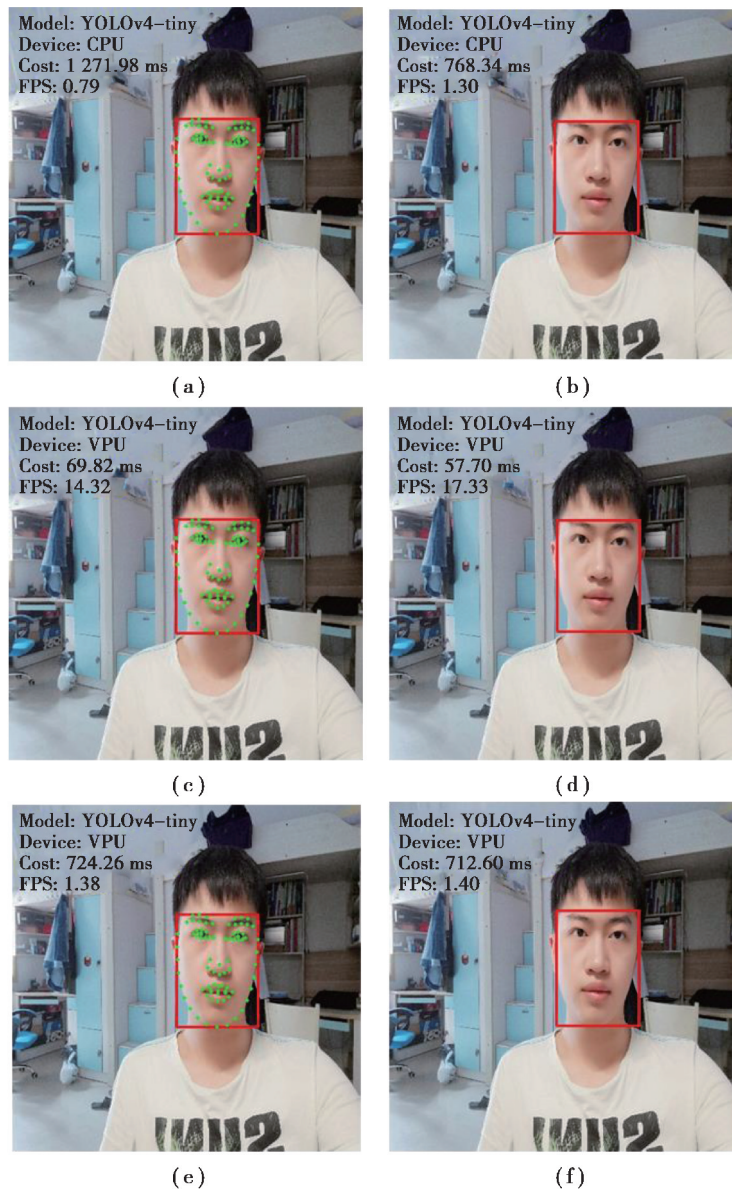 Model: YOLOv4-tiny
Device: CPU
Cost: 1 271.98 ms
FPS: 0.79
Model: YOLOv4-tiny
Device: CPU
Cost: 768.34 ms
FPS: 1.30
(a)
(b)
Model: YOLOv4-tiny
Device: VPU
Cost: 69.82 ms
FPS: 14.32
Model: YOLOv4-tiny
Device: VPU
Cost: 57.70 ms
FPS: 17.33
(c)
(d)
Model: YOLOv4-tiny
Device: VPU
Cost: 724.26 ms
FPS: 1.38
Model: YOLOv4-tiny
Device: VPU
Cost: 712.60 ms
FPS: 1.40
(e)
(f)